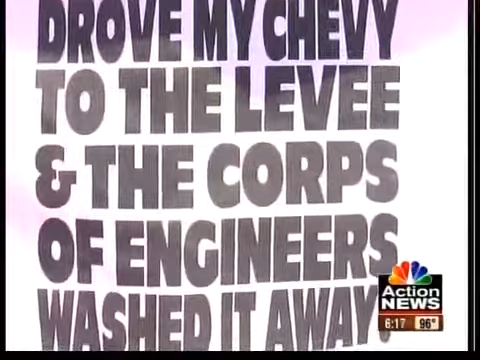 DROVE MY CHEVY
TO THE LEVEE
& THE CORPS
OF ENGINEERS
WASHED IT AWAY!
Action
NEWS
6:17 96°